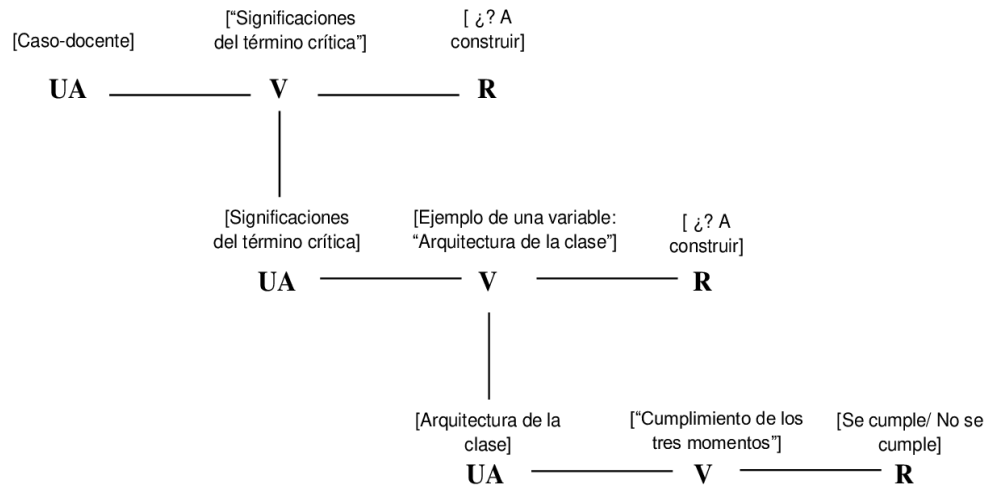 [Caso-docente]
[“Significaciones
del término crítica”]
[ ¿? A
construir]
UA
V
R
[Significaciones
del término crítica]
[Ejemplo de una variable:
“Arquitectura de la clase”]
[ ¿? A
construir]
UA
V
R
[Arquitectura de la
clase]
[“Cumplimiento de los
tres momentos”]
[Se cumple/ No se
cumple]
UA
V
R